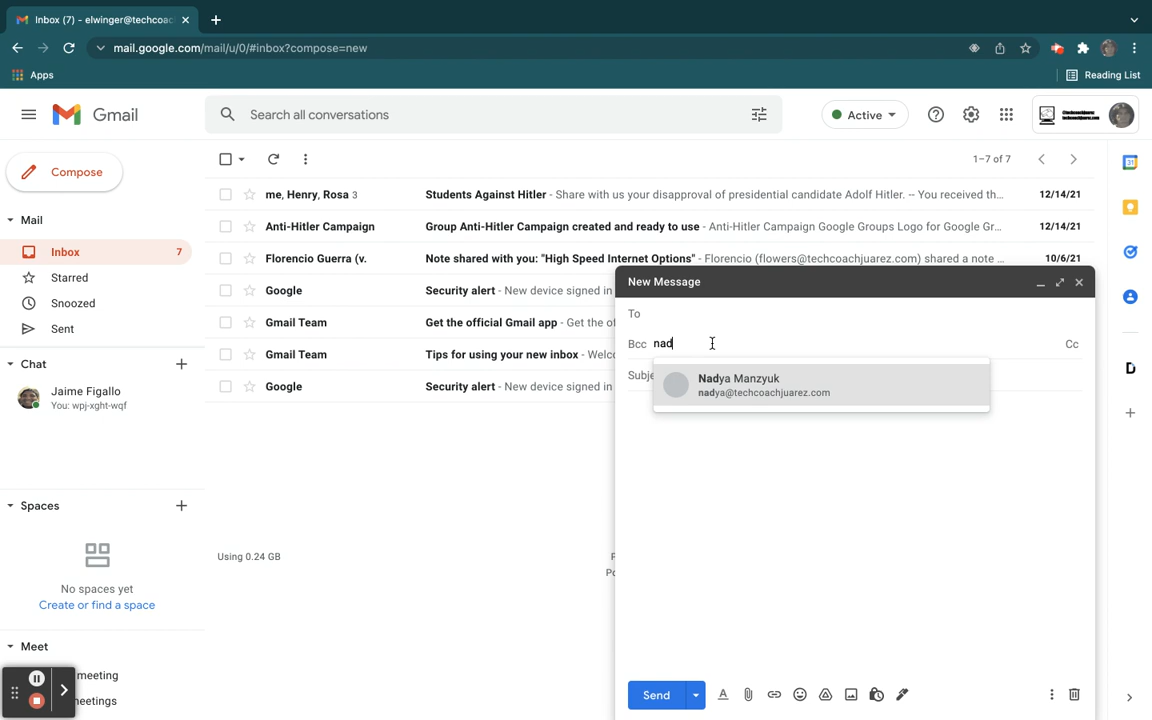 Inbox (7) - elwinger@techcoac
mail.google.com/mail/u/0/#inbox?compose=new
Apps
Reading List
Gmail
Search all conversations
Active
Compose
1–7 of 7
Mail
Inbox 7
Starred
Snoozed
Sent
me, Henry, Rosa 3 Students Against Hitler - Share with us your disapproval of presidential candidate Adolf Hitler. -- You received th… 12/14/21
Anti-Hitler Campaign Group Anti-Hitler Campaign created and ready to use - Anti-Hitler Campaign Google Groups Logo for Google Gr… 12/14/21
Florencio Guerra (v. Note shared with you: "High Speed Internet Options" - Florencio (flowers@techcoachjuarez.com) shared a note … 10/6/21
Google Security alert - New device signed in
Gmail Team Get the official Gmail app - Get the of
Gmail Team Tips for using your new inbox - Welc
Google Security alert - New device signed in
Chat
Jaime Figallo
You: wpj-xght-wqf
Spaces
No spaces yet
Create or find a space
Meet
meeting
meetings
Using 0.24 GB
P
Po
New Message
To
Bcc nad Cc
Subje
Nadya Manzyuk
nadya@techcoachjuarez.com
Send
31
D